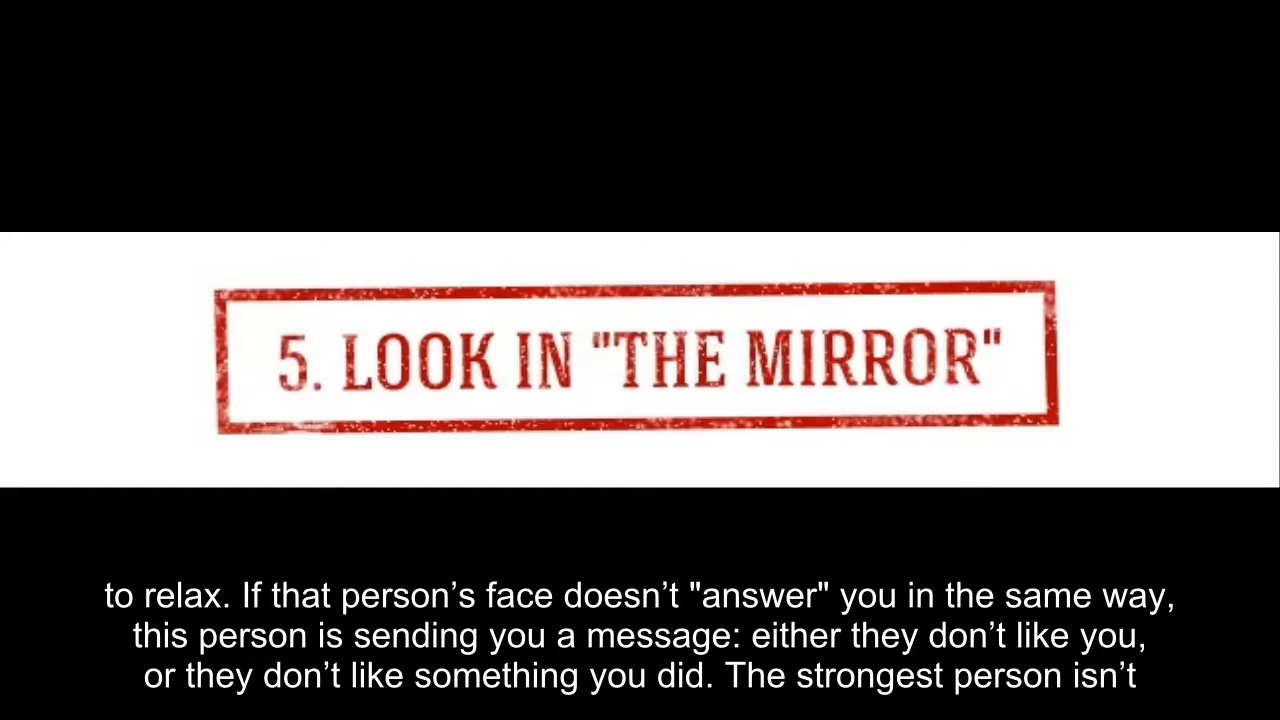 5. LOOK IN "THE MIRROR"
to relax. If that person’s face doesn’t "answer" you in the same way,
this person is sending you a message: either they don’t like you,
or they don’t like something you did. The strongest person isn’t